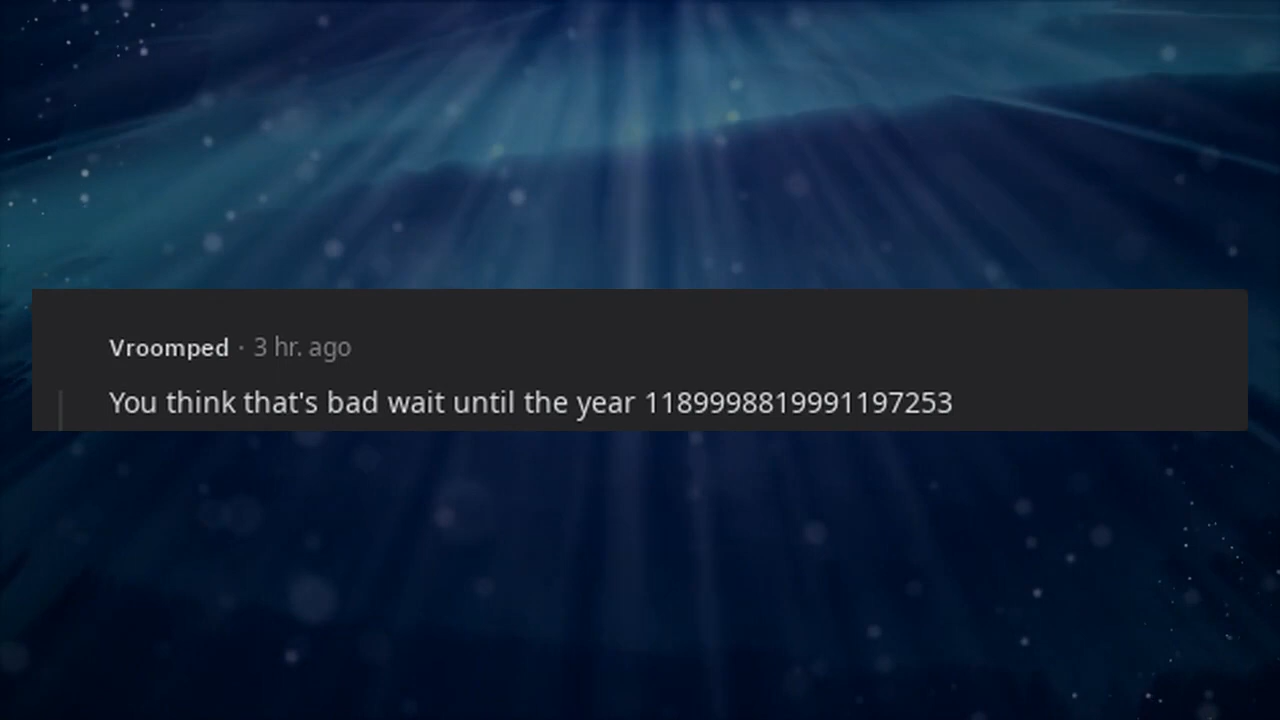 Vroomped · 3 hr. ago
You think that's bad wait until the year 1189998819991197253